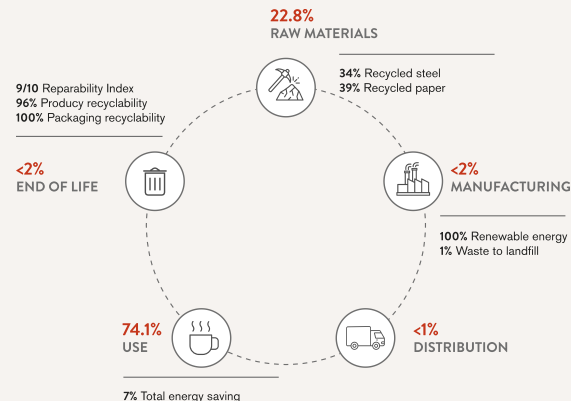 22.8%
RAW MATERIALS
34% Recycled steel
39% Recycled paper
9/10 Reparability Index
96% Producy recyclability
100% Packaging recyclability
<2%
END OF LIFE
<2%
MANUFACTURING
100% Renewable energy
1% Waste to landfill
74.1%
USE
7% Total energy saving
<1%
DISTRIBUTION